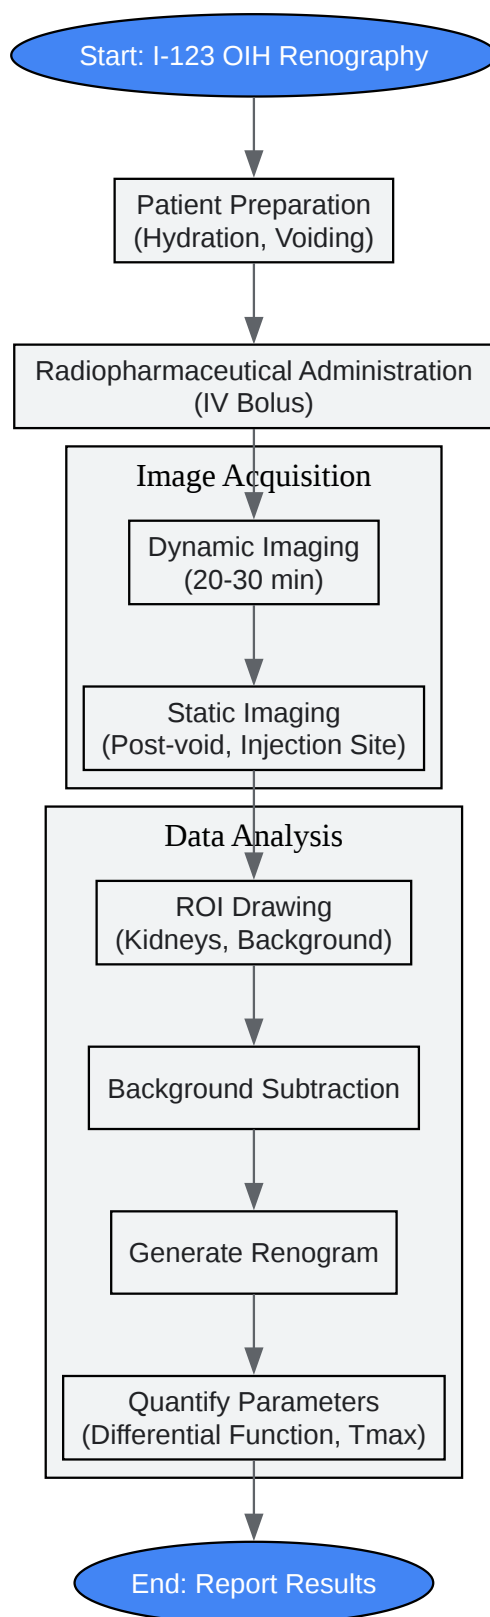 Start: I-123 OIH Renography
Patient Preparation
(Hydration, Voiding)
Radiopharmaceutical Administration
(IV Bolus)
Image Acquisition
Dynamic Imaging
(20-30 min)
Static Imaging
(Post-void, Injection Site)
Data Analysis
ROI Drawing
(Kidneys, Background)
Background Subtraction
Generate Renogram
Quantify Parameters
(Differential Function, Tmax)
End: Report Results